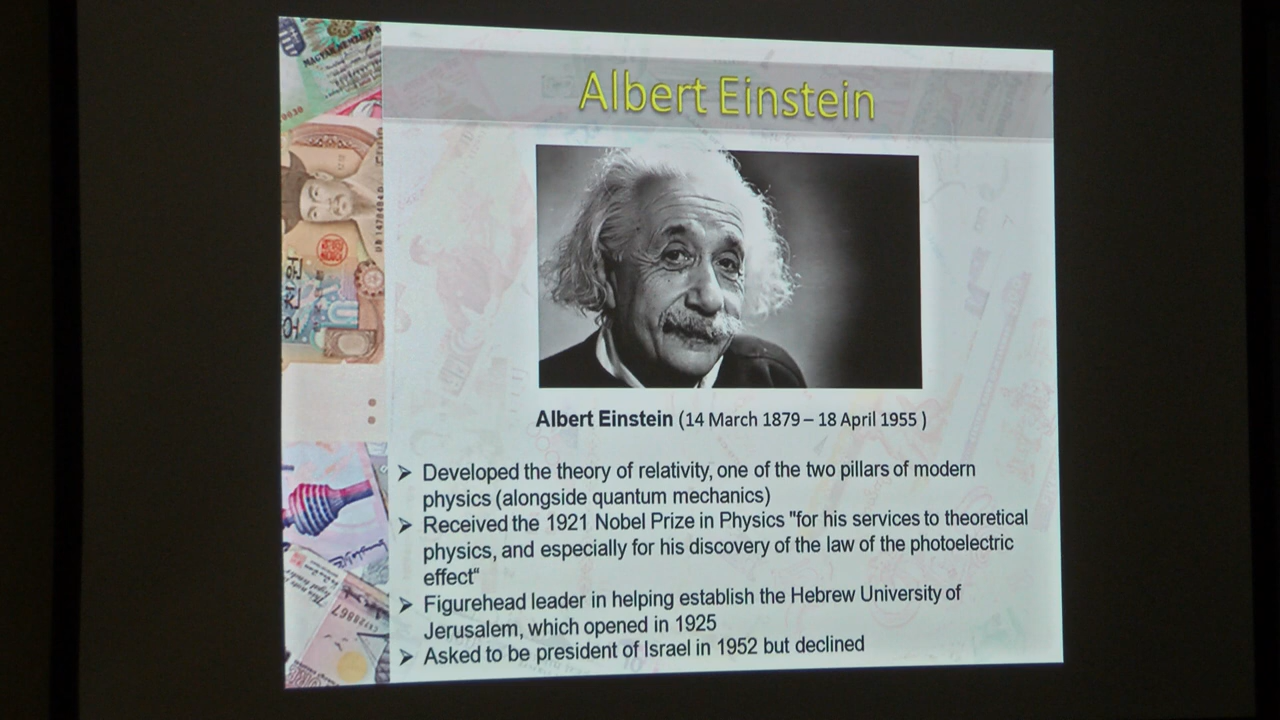 Albert Einstein
Albert Einstein (14 March 1879 – 18 April 1955 )
➢ Developed the theory of relativity, one of the two pillars of modern
physics (alongside quantum mechanics)
➢ Received the 1921 Nobel Prize in Physics "for his services to theoretical
physics, and especially for his discovery of the law of the photoelectric
effect“
➢ Figurehead leader in helping establish the Hebrew University of
Jerusalem, which opened in 1925
➢ Asked to be president of Israel in 1952 but declined